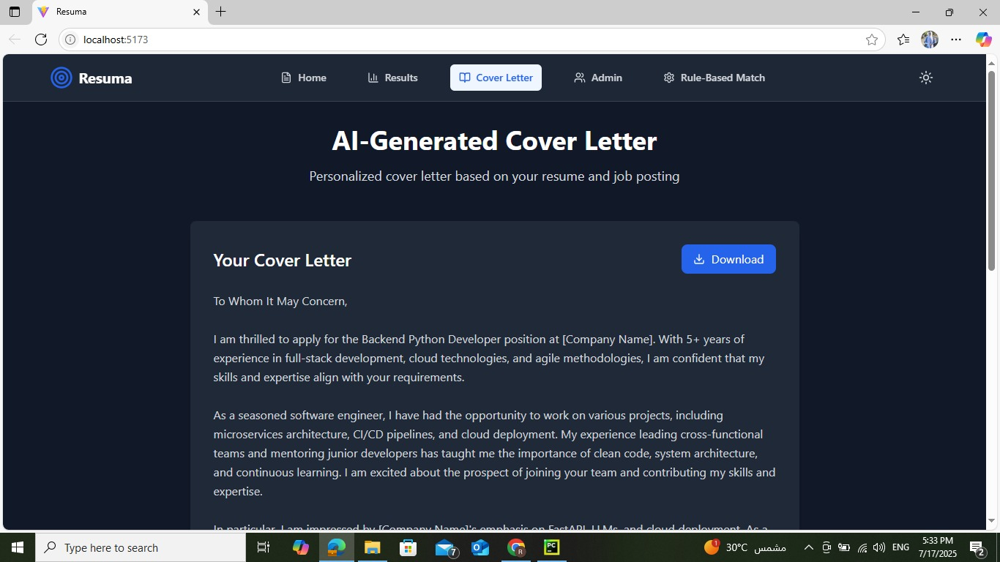 Resuma
localhost:5173
Resuma
Home
Results
Cover Letter
Admin
Rule-Based Match
AI-Generated Cover Letter
Personalized cover letter based on your resume and job posting
Your Cover Letter
Download
To Whom It May Concern,
I am thrilled to apply for the Backend Python Developer position at [Company Name]. With 5+ years of
experience in full-stack development, cloud technologies, and agile methodologies, I am confident that my
skills and expertise align with your requirements.
As a seasoned software engineer, I have had the opportunity to work on various projects, including
microservices architecture, CI/CD pipelines, and cloud deployment. My experience leading cross-functional
teams and mentoring junior developers has taught me the importance of clean code, system architecture,
and continuous learning. I am excited about the prospect of joining your team and contributing my skills and
expertise.
In particular, I am impressed by [Company Name]'s emphasis on FastAPI, LLMs, and cloud deployment. As a
Type here to search
7
R
PC
1
30°C مشمس
ENG
5:33 PM
7/17/2025
2